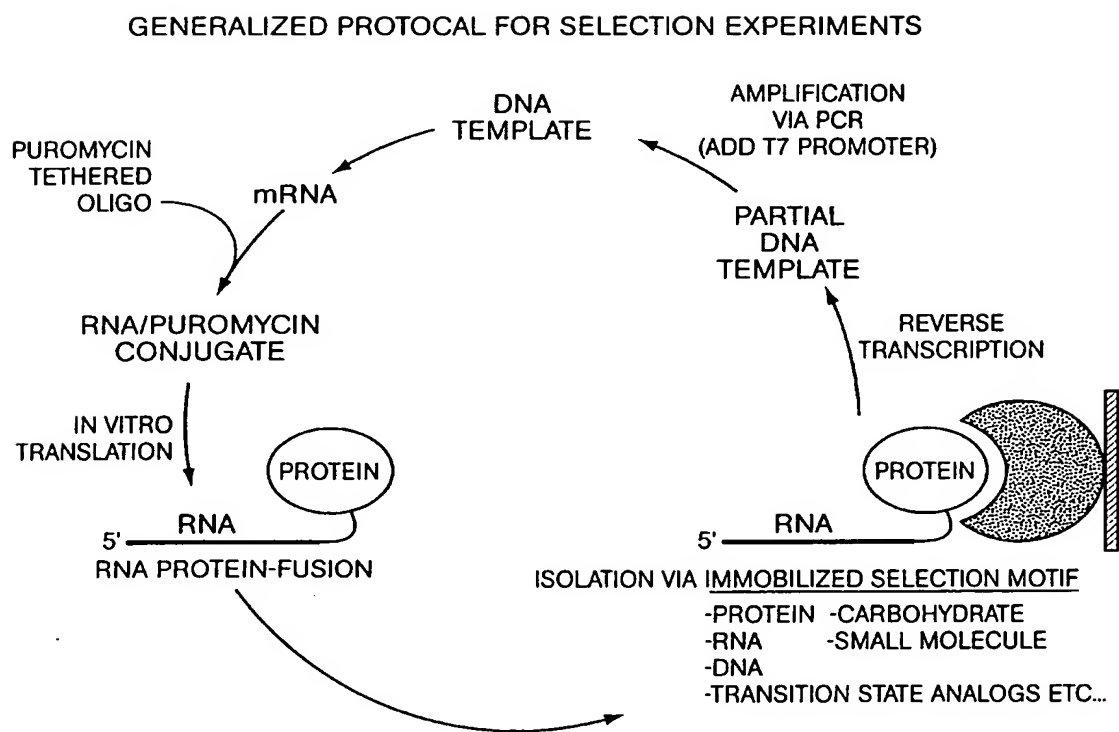 GENERALIZED PROTOCAL FOR SELECTION EXPERIMENTS
DNA
TEMPLATE
AMPLIFICATION
VIA PCR
(ADD T7 PROMOTER)
PUROMYCIN
TETHERED
OLIGO
mRNA
PARTIAL
DNA
TEMPLATE
RNA/PUROMYCIN
CONJUGATE
REVERSE
TRANSCRIPTION
IN VITRO
TRANSLATION
PROTEIN
RNA
5'
RNA PROTEIN-FUSION
PROTEIN
RNA
5'
ISOLATION VIA IMMOBILIZED SELECTION MOTIF
-PROTEIN -CARBOHYDRATE
-RNA -SMALL MOLECULE
-DNA
-TRANSITION STATE ANALOGS ETC...